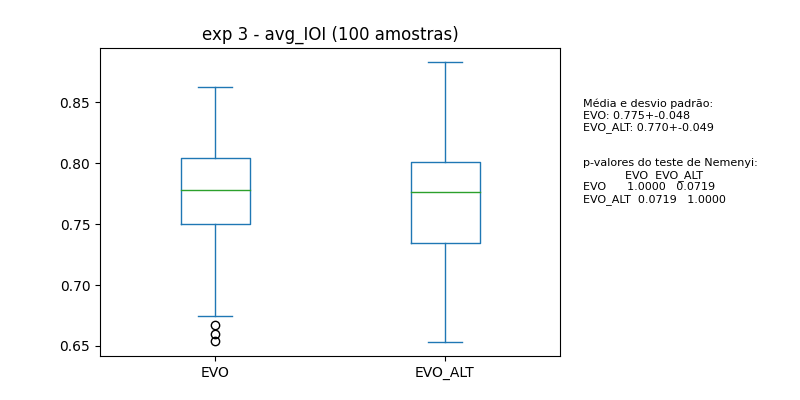 exp 3 - avg_IOI (100 amostras)
0.85
0.80
0.75
0.70
0.65
EVO
EVO_ALT
Média e desvio padrão:
EVO: 0.775+-0.048
EVO_ALT: 0.770+-0.049
p-valores do teste de Nemenyi:
EVO EVO_ALT
EVO 1.0000 0.0719
EVO_ALT 0.0719 1.0000